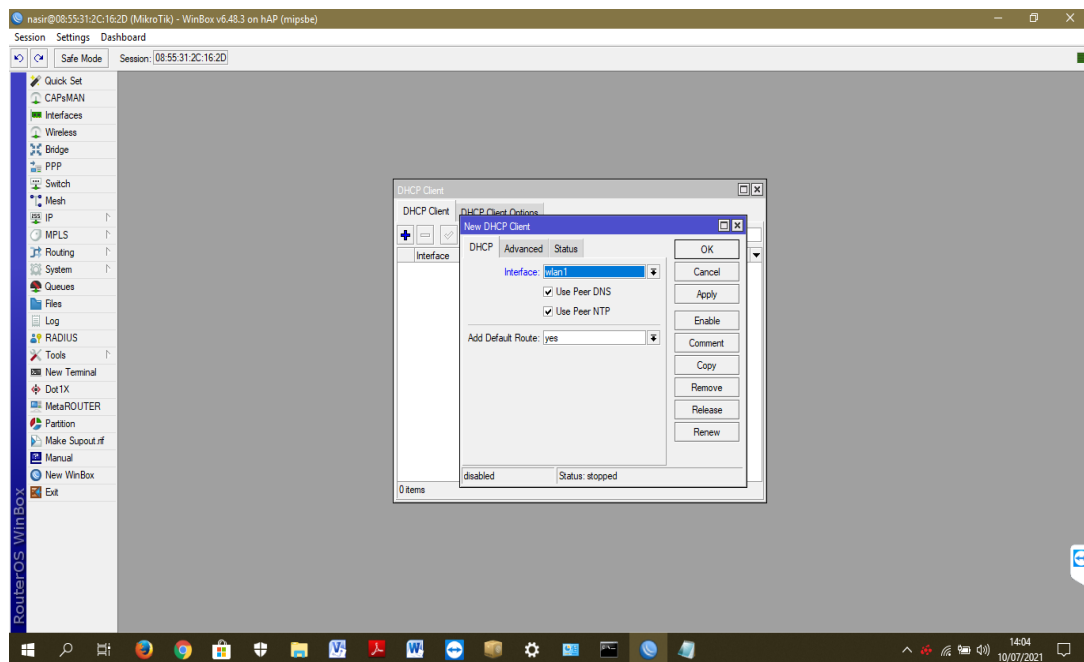 nasir@08:55:31:2C:16:2D (MikroTik) - WinBox v6.48.3 on hAP (mipsbe)
Session Settings Dashboard
Safe Mode Session: 08:55:31:2C:16:2D
Quick Set
CAPsMAN
Interfaces
Wireless
Bridge
PPP
Switch
Mesh
IP
MPLS
Routing
System
Queues
Files
Log
RADIUS
Tools
New Terminal
Dot1X
MetaROUTER
Partition
Make Supout.rif
Manual
New WinBox
Exit
RouterOS WinBox
DHCP Client
DHCP Client DHCP Client Options
Interface
0 items
New DHCP Client
DHCP Advanced Status
Interface: wlan1
Use Peer DNS
Use Peer NTP
Add Default Route: yes
OK
Cancel
Apply
Enable
Comment
Copy
Remove
Release
Renew
disabled Status: stopped
14:04
10/07/2021